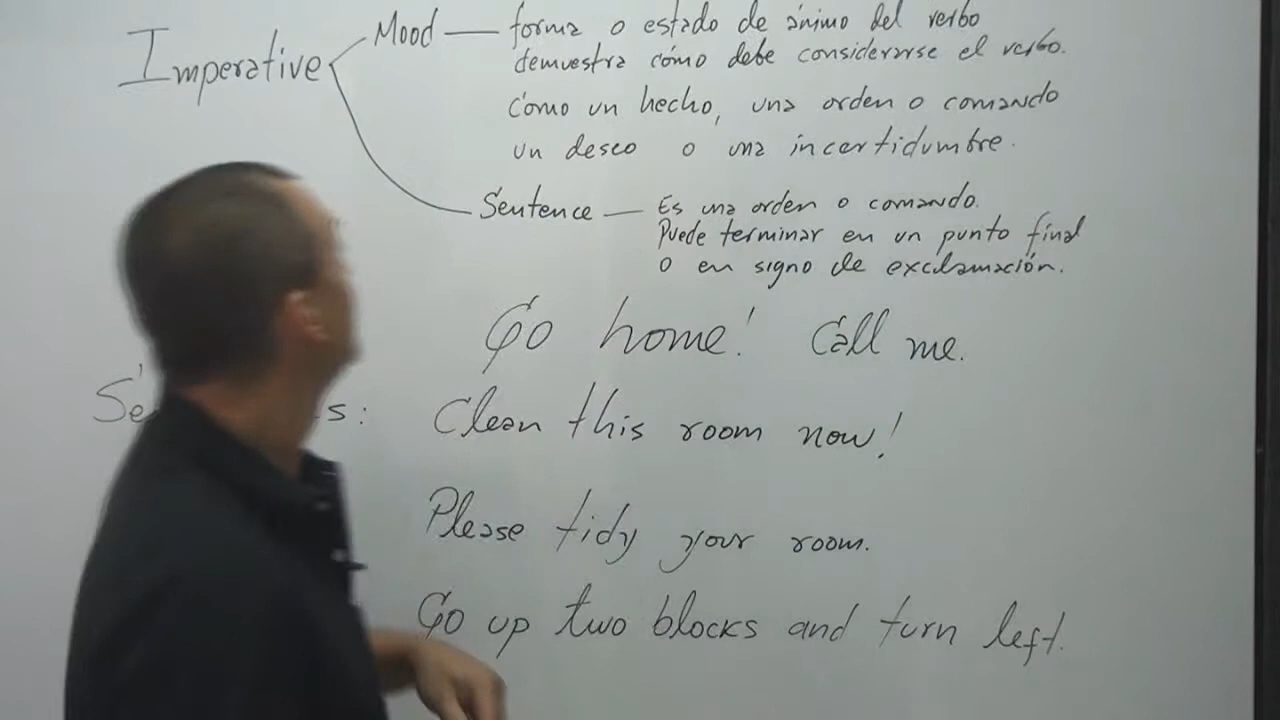 Imperative
Mood — forma o estado de ánimo del verbo
demuestra cómo debe considerarse el verbo.
Como un hecho, una orden o comando
un deseo o una incertidumbre.
Sentence — Es una orden o comando.
Puede terminar en un punto final
o en signo de exclamación.
Go home! Call me.
Clean this room now!
Please tidy your room.
Go up two blocks and turn left.